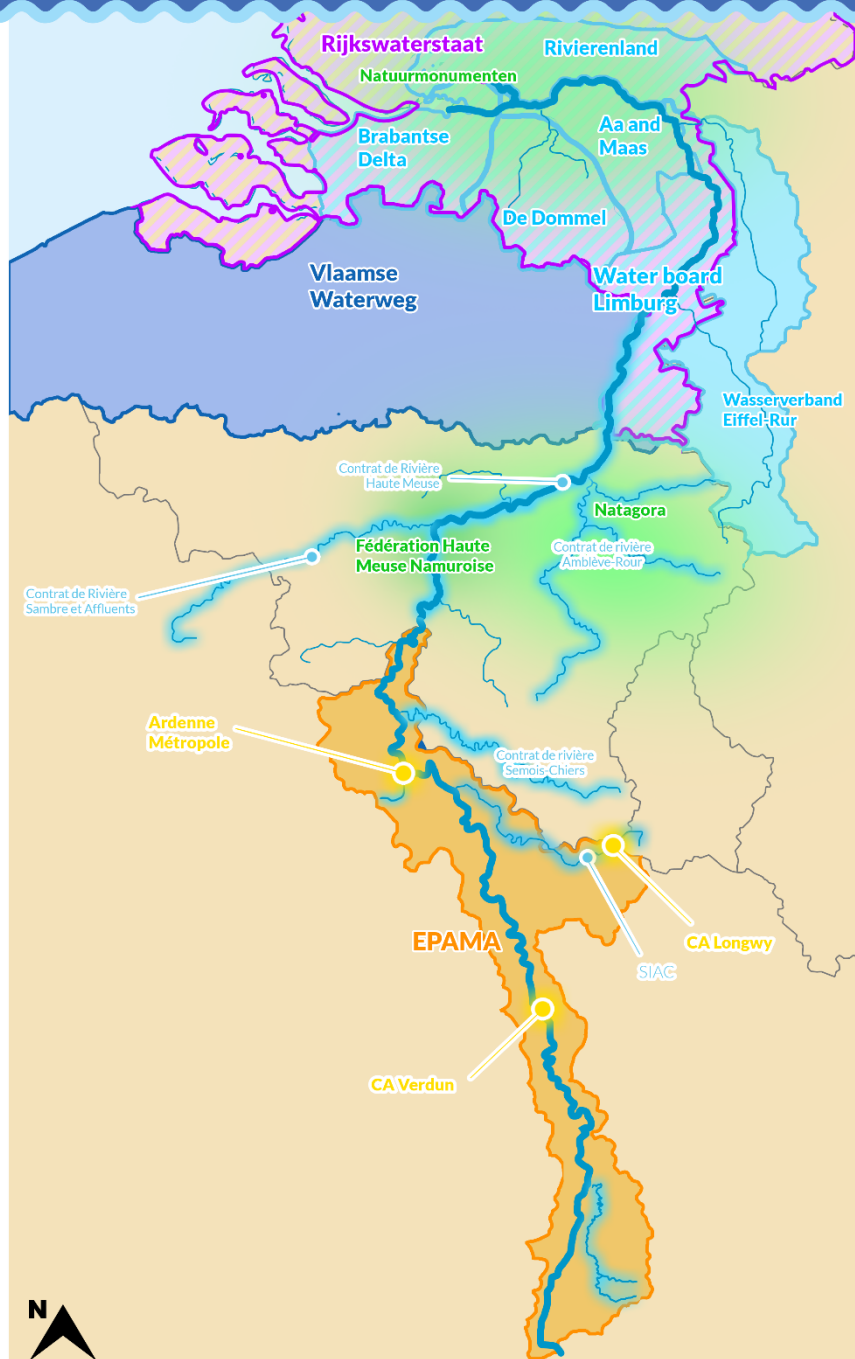 Rijkswaterstaat
Rivierenland
Natuurmonumenten
Brabantse
Delta
Aa and
Maas
De Dommel
Vlaamse
Waterweg
Water board
Limburg
Wasserverband
Eiffel-Rur
Contrat de Rivière
Haute Meuse
Natagora
Fédération Haute
Meuse Namuroise
Contrat de rivière
Amblève-Rour
Contrat de Rivière
Sambre et Affluents
Ardenne
Métropole
Contrat de rivière
Semois-Chiers
EPAMA
CA Longwy
SIAC
CA Verdun
N